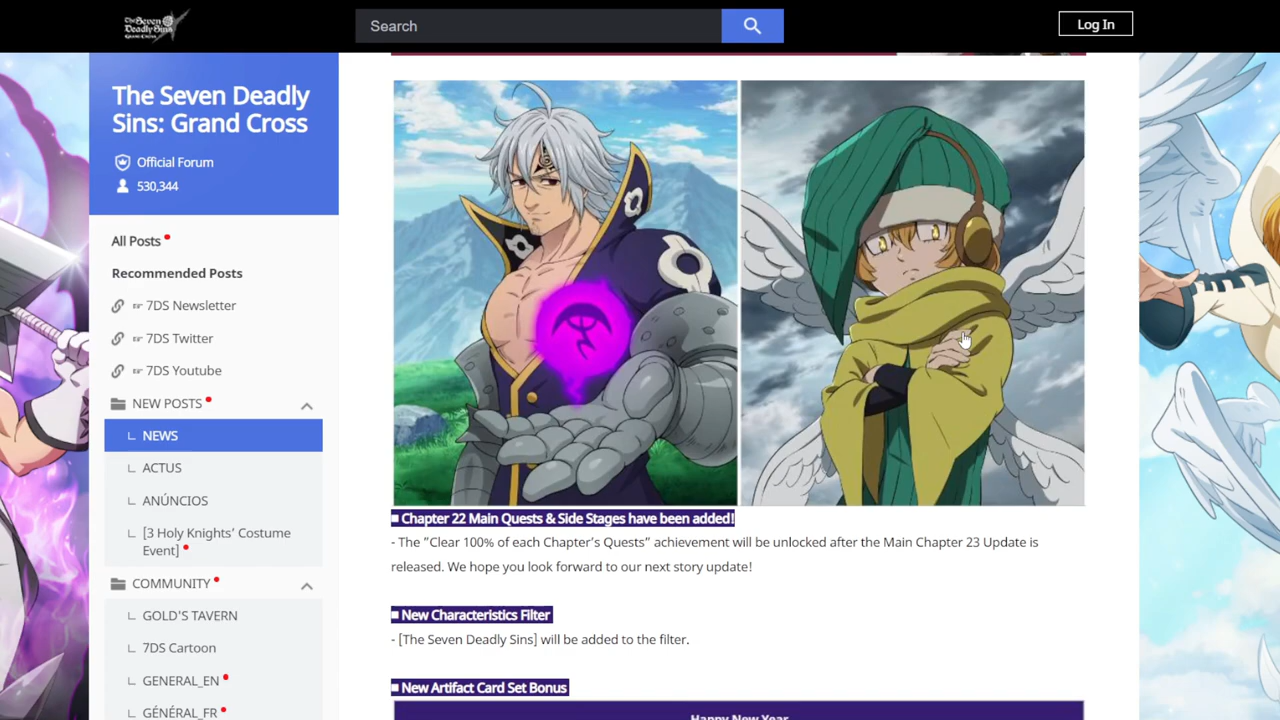 The Seven
Deadly Sins
GRAND CROSS
Search
Log In
The Seven Deadly
Sins: Grand Cross
Official Forum
530,344
All Posts
Recommended Posts
☞ 7DS Newsletter
☞ 7DS Twitter
☞ 7DS Youtube
NEW POSTS
NEWS
ACTUS
ANÚNCIOS
[3 Holy Knights’ Costume
Event]
COMMUNITY
GOLD'S TAVERN
7DS Cartoon
GENERAL_EN
GÉNÉRAL_FR
■ Chapter 22 Main Quests & Side Stages have been added!
- The “Clear 100% of each Chapter’s Quests” achievement will be unlocked after the Main Chapter 23 Update is
released. We hope you look forward to our next story update!
■ New Characteristics Filter
- [The Seven Deadly Sins] will be added to the filter.
■ New Artifact Card Set Bonus
Happy New Year